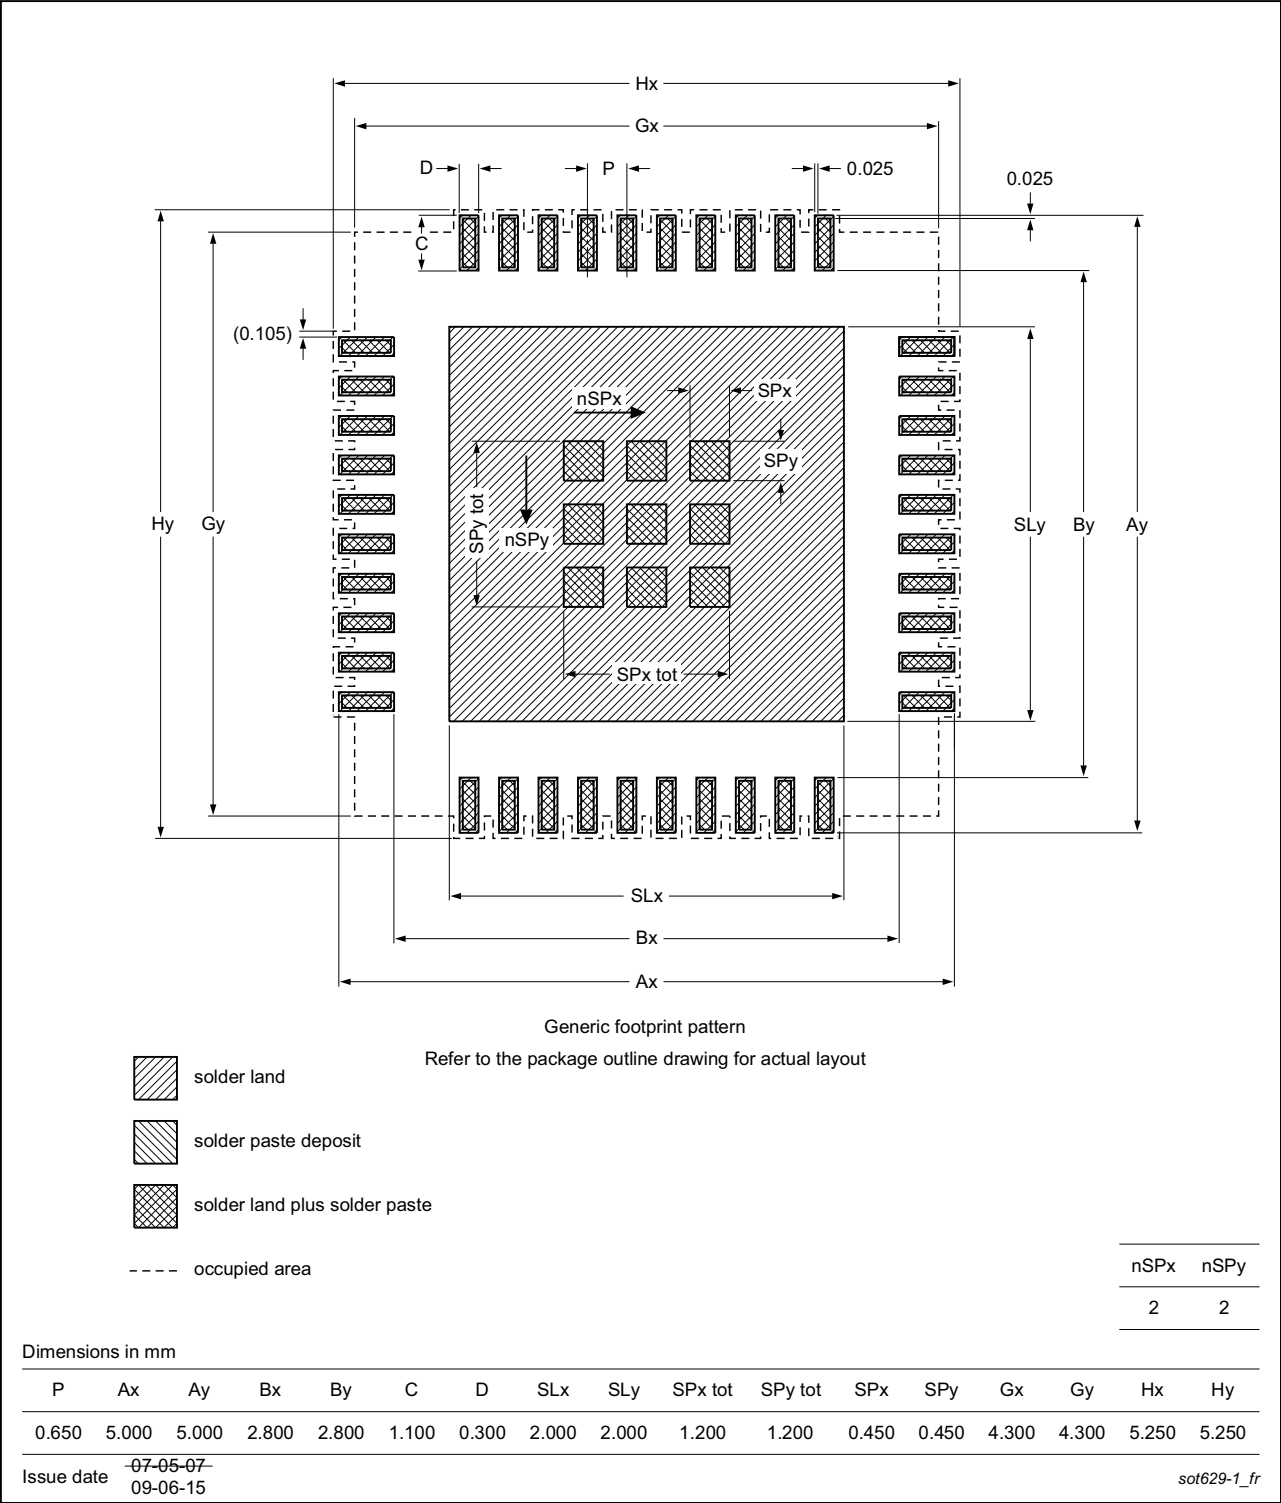 Hx
Gx
D
P
0.025
0.025
C
(0.105)
nSPx
SPx
SPy
SPy tot
nSPy
Hy
Gy
SLy
By
Ay
SPx tot
SLx
Bx
Ax
Generic footprint pattern
Refer to the package outline drawing for actual layout
solder land
solder paste deposit
solder land plus solder paste
occupied area
nSPx nSPy
2 2
Dimensions in mm
P Ax Ay Bx By C D SLx SLy SPx tot SPy tot SPx SPy Gx Gy Hx Hy
0.650 5.000 5.000 2.800 2.800 1.100 0.300 2.000 2.000 1.200 1.200 0.450 0.450 4.300 4.300 5.250 5.250
Issue date 07-05-07
09-06-15
sot629-1_fr